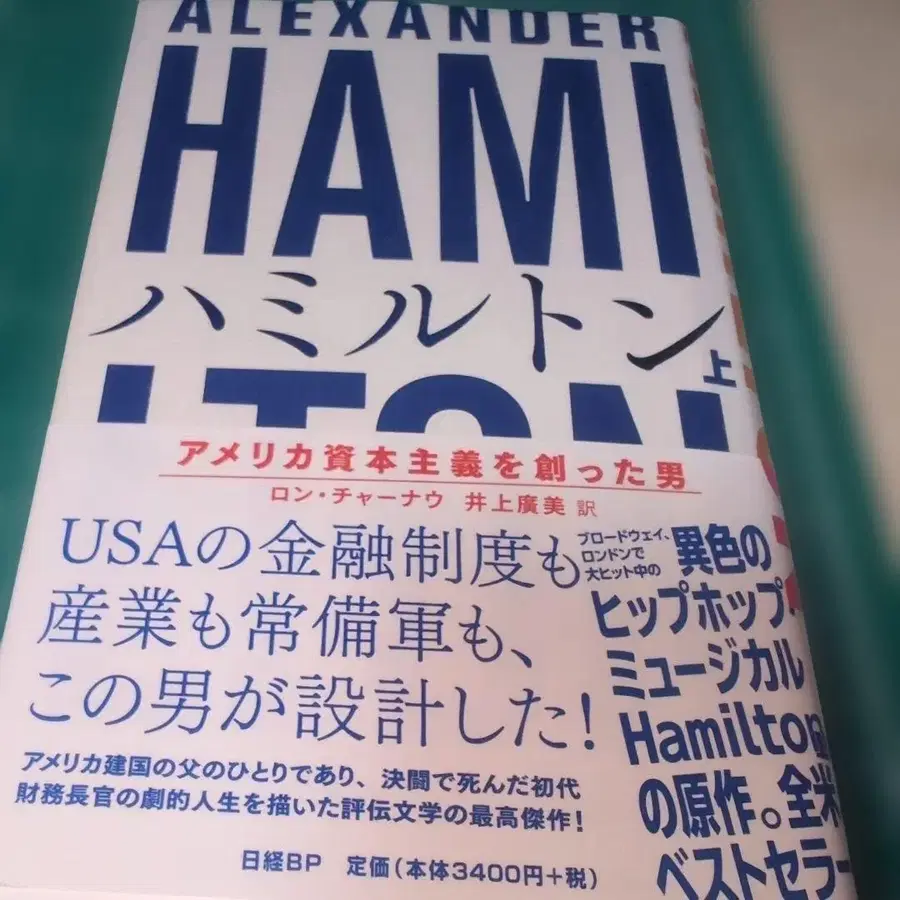 ALEXANDER
HAMI
ハミルトン 上
LTON
アメリカ資本主義を創った男
ロン・チャーナウ 井上廣美 訳
USAの金融制度も
産業も常備軍も、
この男が設計した!
アメリカ建国の父のひとりであり、決闘で死んだ初代
財務長官の劇的人生を描いた評伝文学の最高傑作!
ブロードウェイ、
ロンドンで
大ヒット中の
異色の
ヒップホップ
ミュージカル
Hamilton
の原作。全米
ベストセラー
日経BP 定価(本体3400円+税)